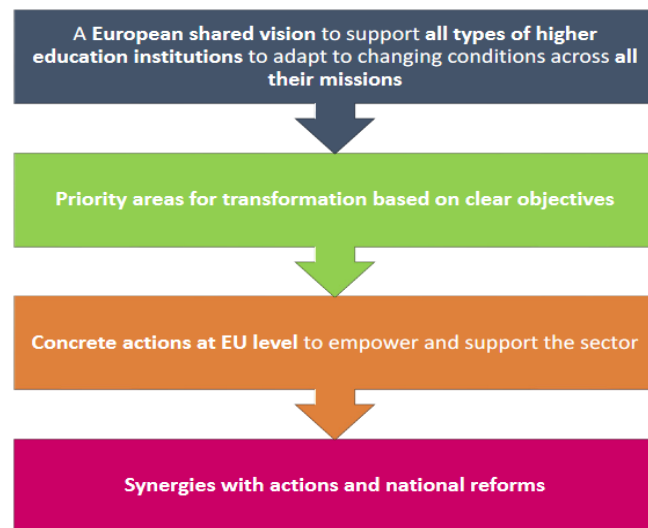 A European shared vision to support all types of higher
education institutions to adapt to changing conditions across all
their missions
Priority areas for transformation based on clear objectives
Concrete actions at EU level to empower and support the sector
Synergies with actions and national reforms